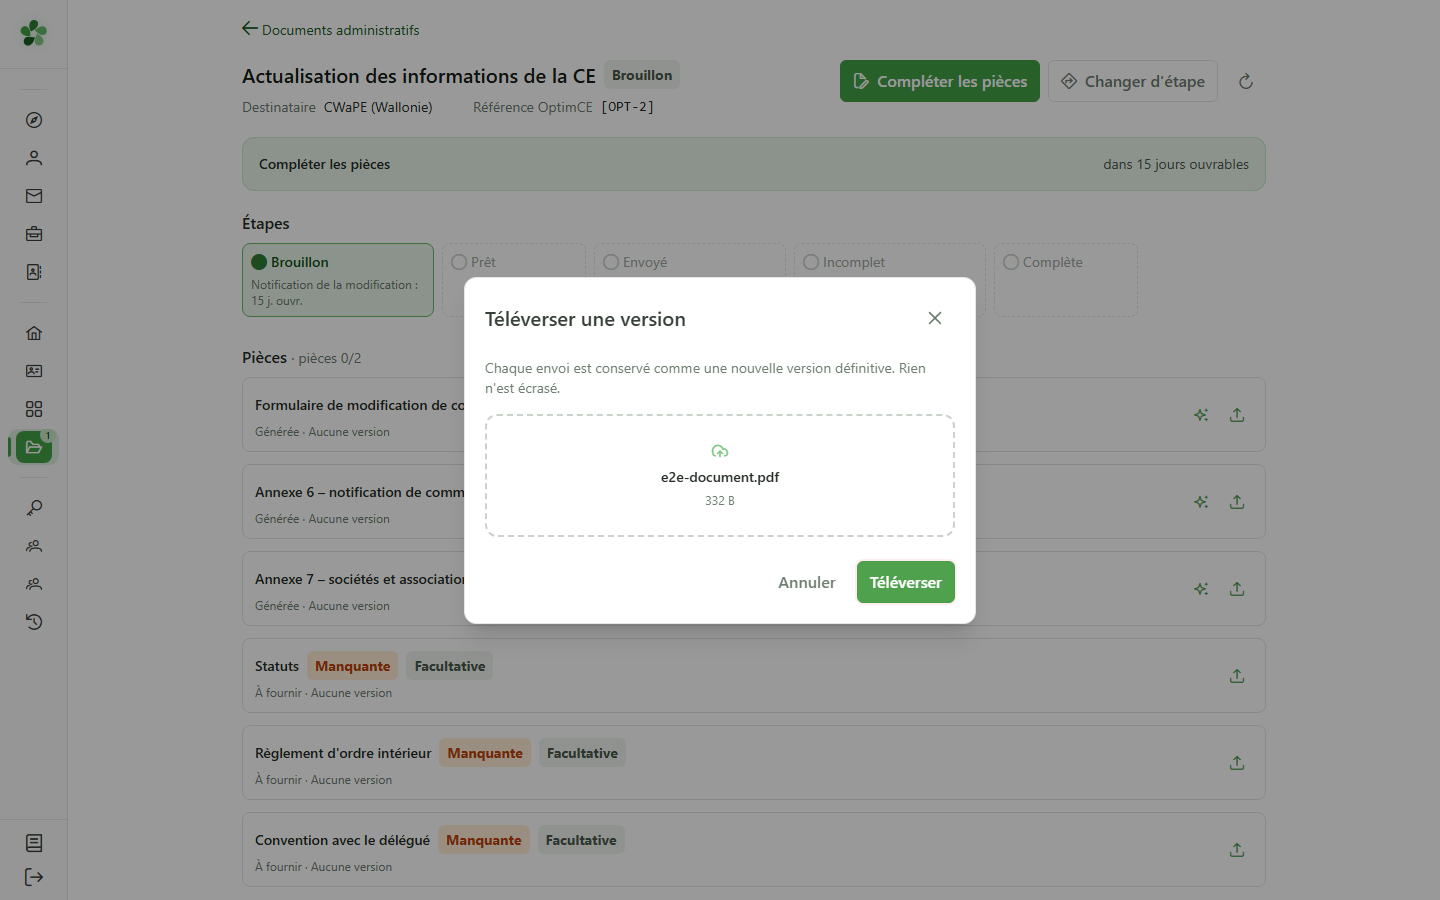 Documents administratifs
Actualisation des informations de la CE Brouillon
Compléter les pièces Changer d'étape
Destinataire CWaPE (Wallonie) Référence OptimCE [OPT-2]
Compléter les pièces dans 15 jours ouvrables
Étapes
Brouillon
Notification de la modification :
15 j. ouvr.
Prêt
Envoyé
Incomplet
Complète
Pièces · pièces 0/2
Formulaire de modification de co
Générée · Aucune version
Annexe 6 – notification de comm
Générée · Aucune version
Annexe 7 – sociétés et association
Générée · Aucune version
Statuts Manquante Facultative
À fournir · Aucune version
Règlement d'ordre intérieur Manquante Facultative
À fournir · Aucune version
Convention avec le délégué Manquante Facultative
À fournir · Aucune version
Téléverser une version
Chaque envoi est conservé comme une nouvelle version définitive. Rien
n'est écrasé.
e2e-document.pdf
332 B
Annuler Téléverser
1